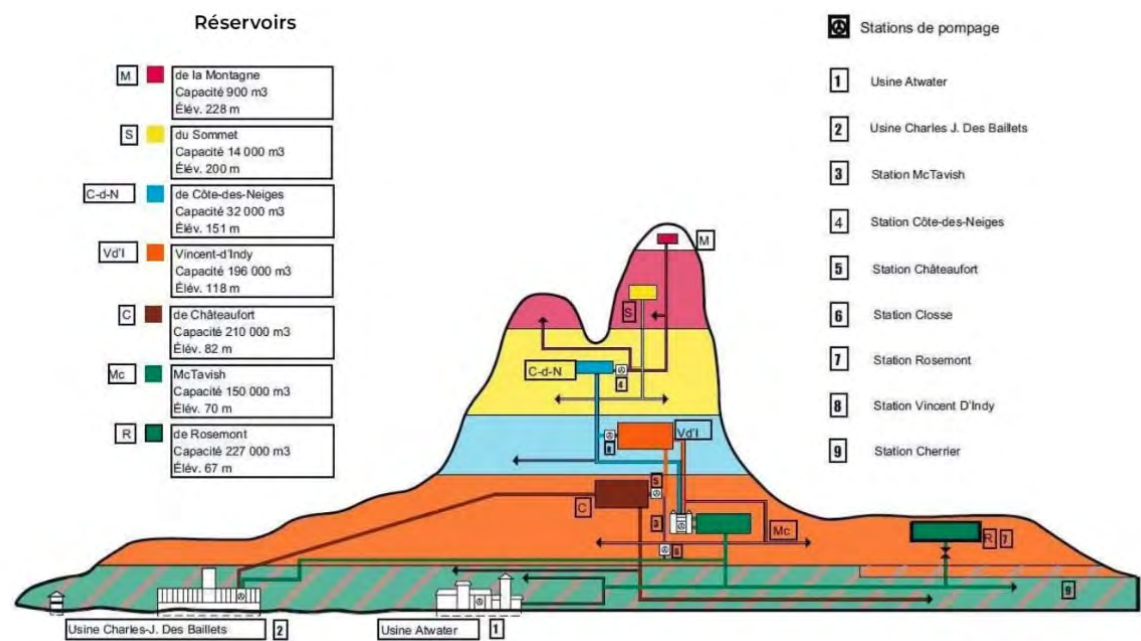 Réservoirs
M
de la Montagne
Capacité 900 m3
Élév. 228 m
S
du Sommet
Capacité 14 000 m3
Élév. 200 m
C-d-N
de Côte-des-Neiges
Capacité 32 000 m3
Élév. 151 m
Vd'I
Vincent-d'Indy
Capacité 196 000 m3
Élév. 118 m
C
de Châteaufort
Capacité 210 000 m3
Élév. 82 m
Mc
McTavish
Capacité 150 000 m3
Élév. 70 m
R
de Rosemont
Capacité 227 000 m3
Élév. 67 m
Stations de pompage
1 Usine Atwater
2 Usine Charles J. Des Baillets
3 Station McTavish
4 Station Côte-des-Neiges
5 Station Châteaufort
6 Station Closse
7 Station Rosemont
8 Station Vincent D'Indy
9 Station Cherrier
M
S
C-d-N
4
Vd'I
8
5
C
3
Mc
6
R 7
9
Usine Charles-J. Des Baillets 2
Usine Atwater 1